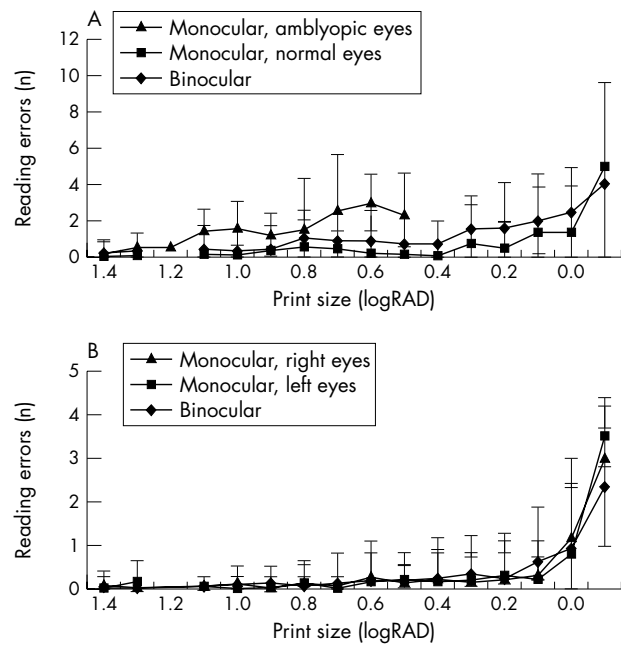 A
Monocular, amblyopic eyes
Monocular, normal eyes
Binocular
12
10
8
6
4
2
0
Reading errors (n)
1.4 1.2 1.0 0.8 0.6 0.4 0.2 0.0
Print size (logRAD)
B
Monocular, right eyes
Monocular, left eyes
Binocular
5
4
3
2
1
0
Reading errors (n)
1.4 1.2 1.0 0.8 0.6 0.4 0.2 0.0
Print size (logRAD)